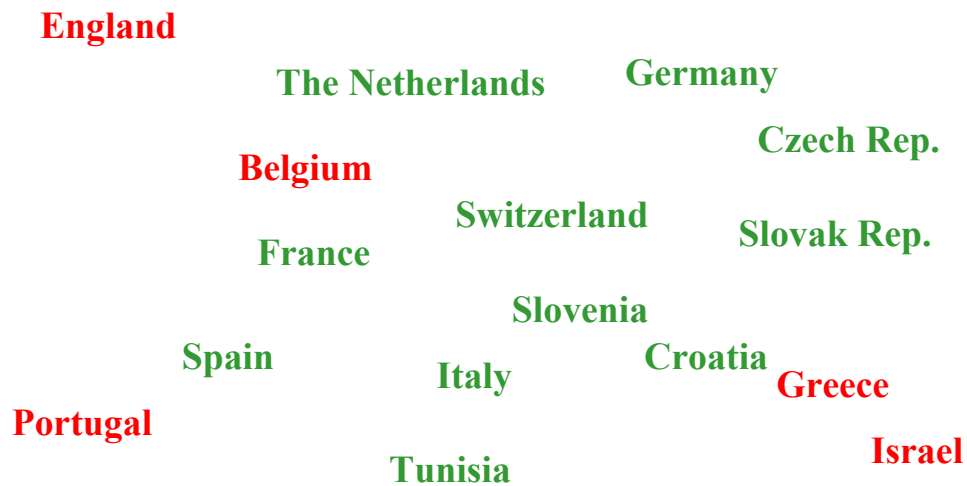 England
The Netherlands
Germany
Czech Rep.
Belgium
Switzerland
Slovak Rep.
France
Slovenia
Spain
Italy
Croatia
Greece
Portugal
Israel
Tunisia